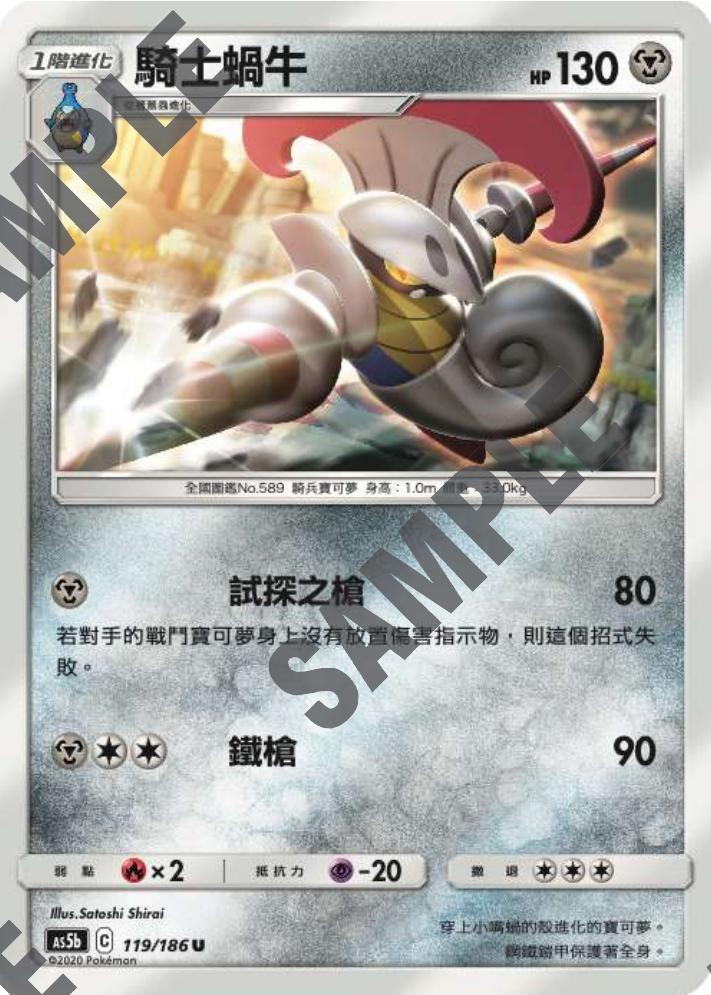 1階進化
騎士蝸牛
HP 130
從蓋蓋蟲進化
全國圖鑑No.589 騎兵寶可夢 身高：1.0m 體重：33.0kg
試探之槍 80
若對手的戰鬥寶可夢身上沒有放置傷害指示物，則這個招式失
敗。
鐵槍 90
弱點 ×2 抵抗力 -20 撤退
Illus.Satoshi Shirai
穿上小嘴蝸的殼進化的寶可夢。
AS5b C 119/186 U
鋼鐵鎧甲保護著全身。
©2020 Pokémon
SAMPLE
SAMPLE